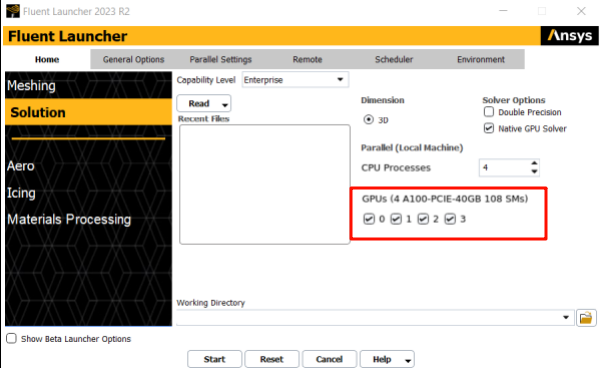 Fluent Launcher 2023 R2
Fluent Launcher
Ansys
Home General Options Parallel Settings Remote Scheduler Environment
Meshing
Solution
Aero
Icing
Materials Processing
Capability Level Enterprise
Read
Recent Files
Dimension
3D
Solver Options
Double Precision
Native GPU Solver
Parallel (Local Machine)
CPU Processes 4
GPUs (4 A100-PCIE-40GB 108 SMs)
0 1 2 3
Working Directory
Show Beta Launcher Options
Start Reset Cancel Help